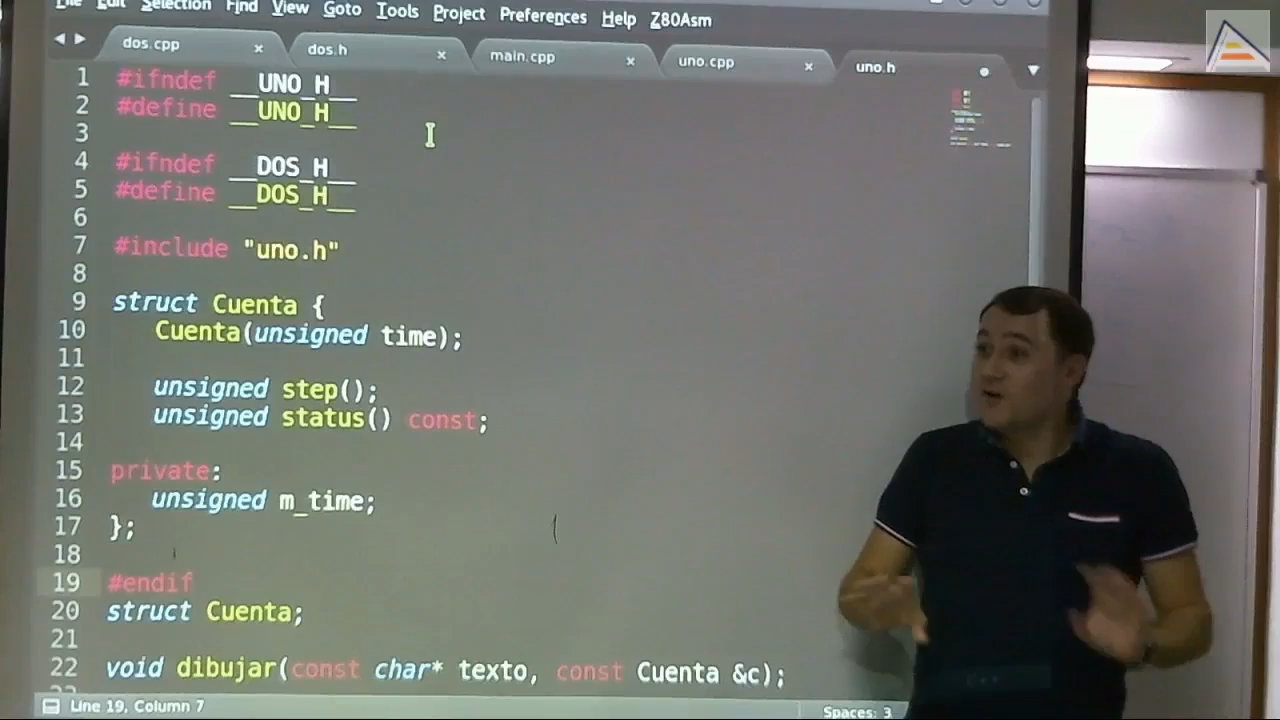 File Edit Selection Find View Goto Tools Project Preferences Help Z80Asm
dos.cpp dos.h main.cpp uno.cpp uno.h
1 #ifndef __UNO_H__
2 #define __UNO_H__
3
4 #ifndef __DOS_H__
5 #define __DOS_H__
6
7 #include "uno.h"
8
9 struct Cuenta {
10 Cuenta(unsigned time);
11
12 unsigned step();
13 unsigned status() const;
14
15 private:
16 unsigned m_time;
17 };
18
19 #endif
20 struct Cuenta;
21
22 void dibujar(const char* texto, const Cuenta &c);
Line 19, Column 7 Spaces: 3